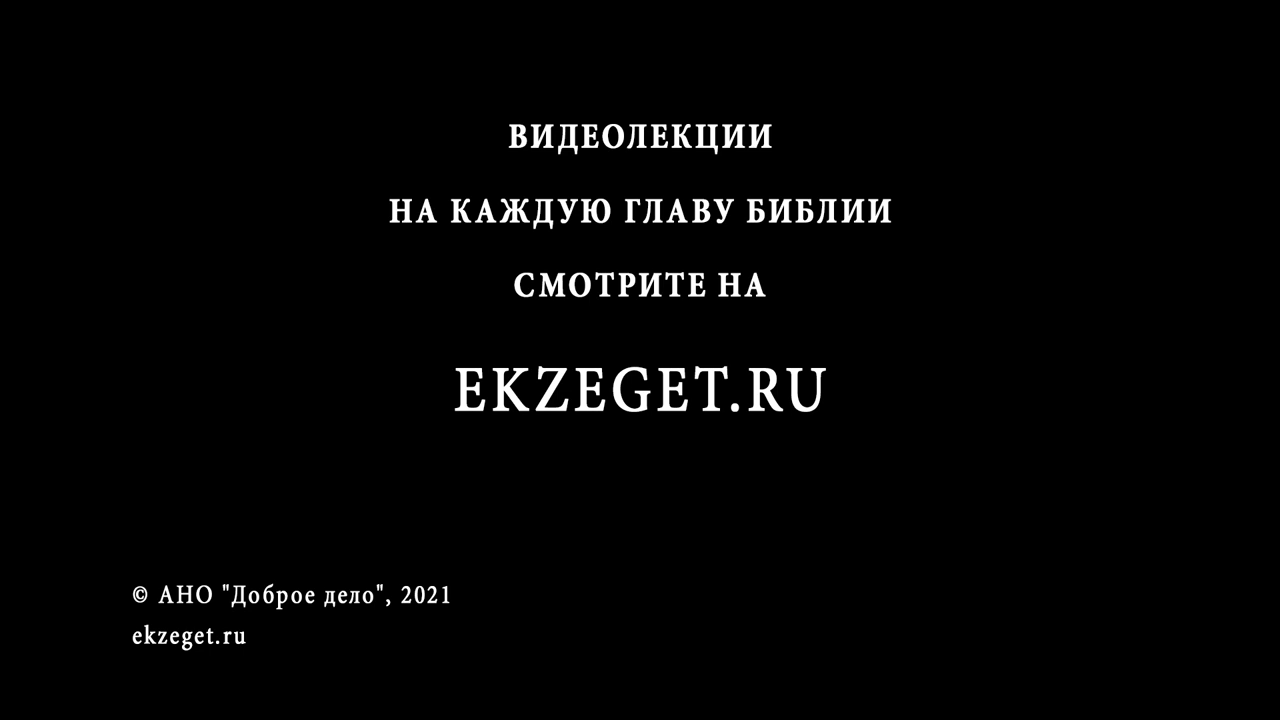 ВИДЕОЛЕКЦИИ
НА КАЖДУЮ ГЛАВУ БИБЛИИ
СМОТРИТЕ НА
EKZEGET.RU
© АНО "Доброе дело", 2021
ekzeget.ru